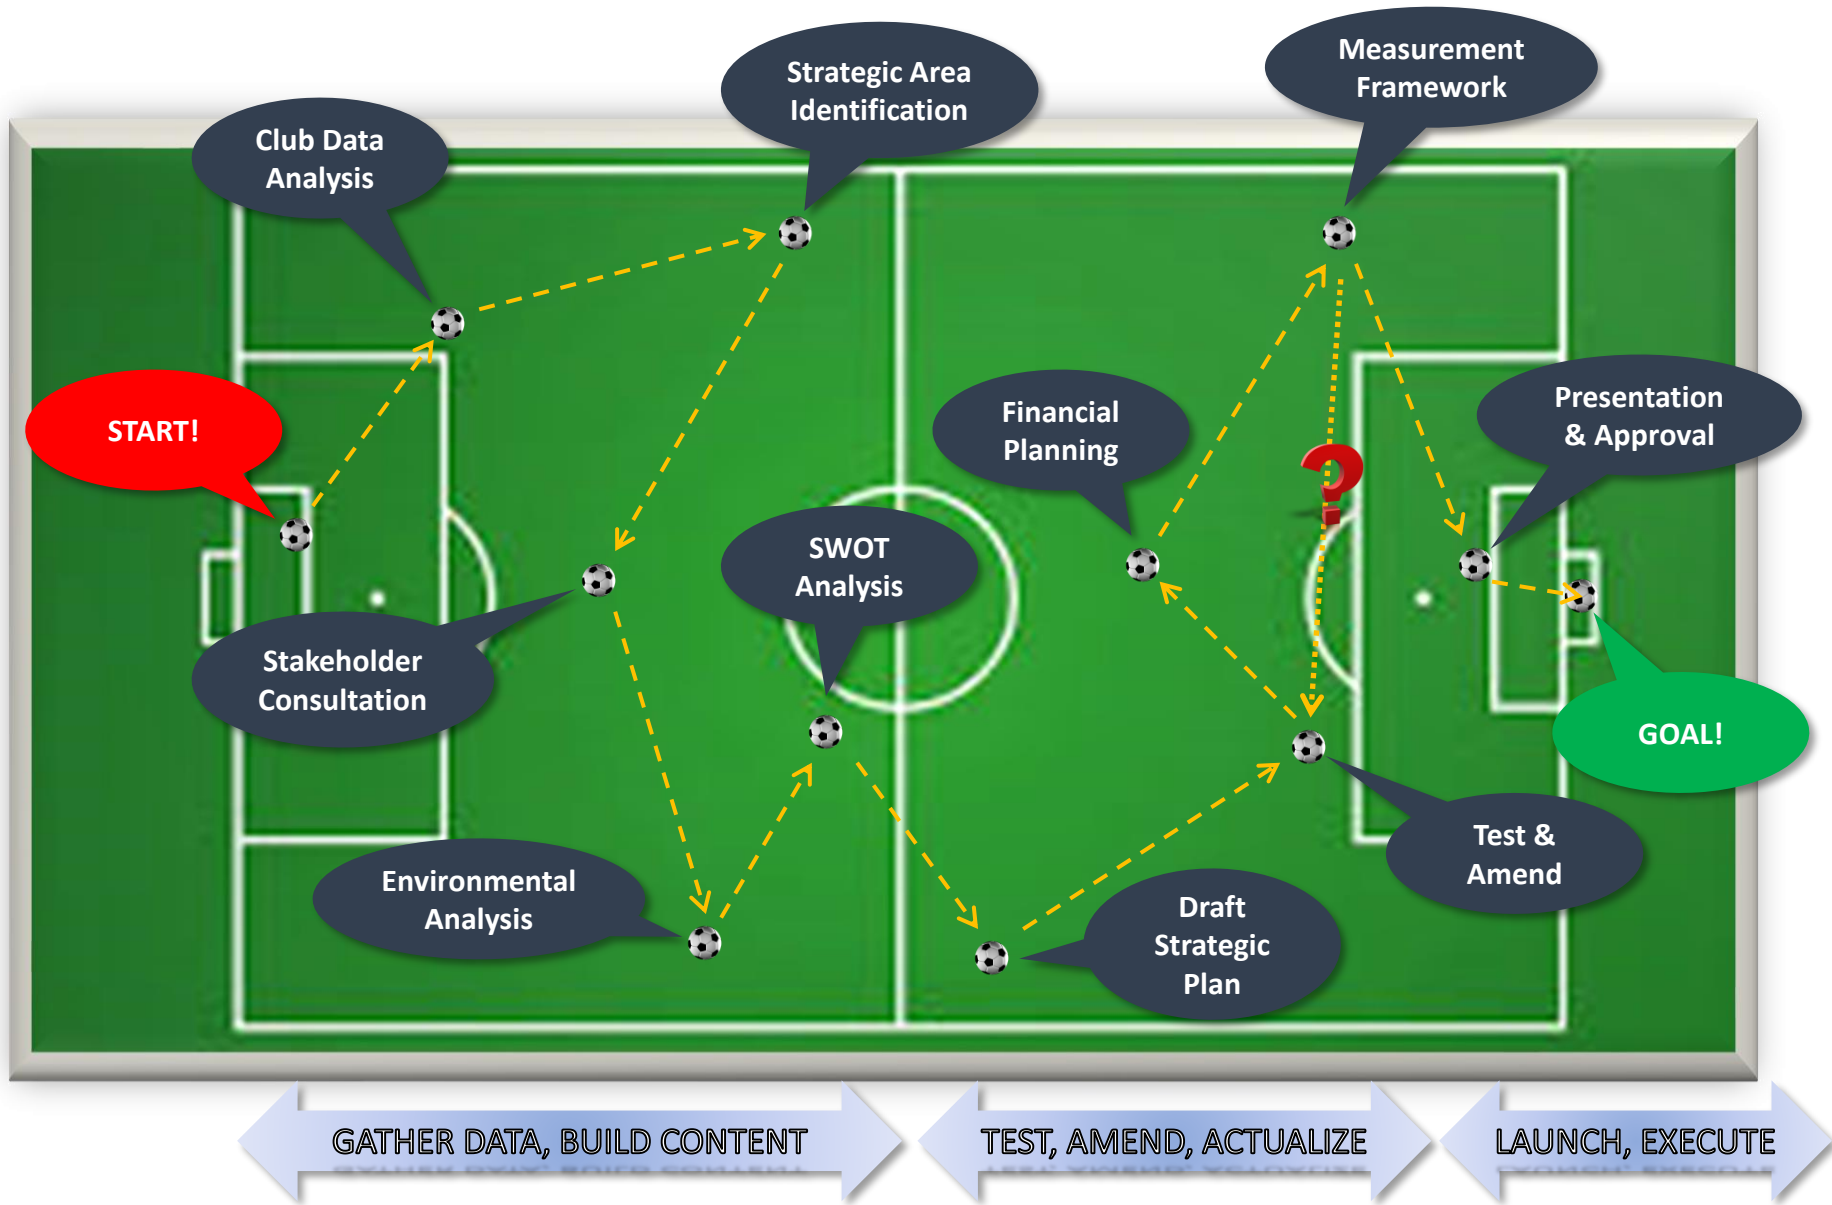 Measurement
Framework
Strategic Area
Identification
Club Data
Analysis
START!
Financial
Planning
Presentation
& Approval
?
SWOT
Analysis
Stakeholder
Consultation
GOAL!
Test &
Amend
Environmental
Analysis
Draft
Strategic
Plan
GATHER DATA, BUILD CONTENT
TEST, AMEND, ACTUALIZE
LAUNCH, EXECUTE